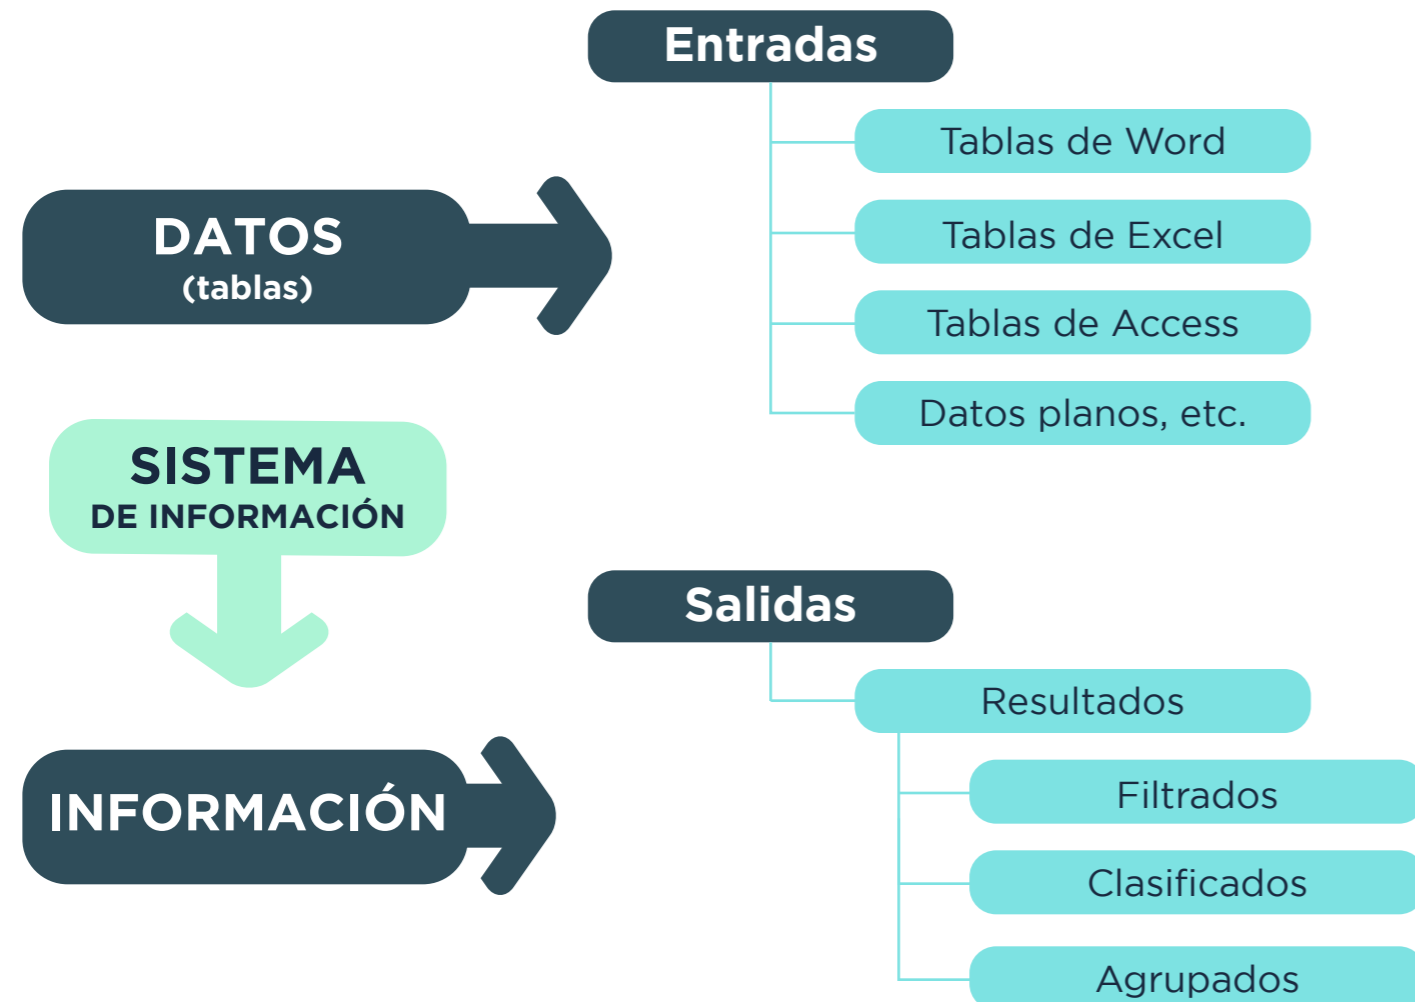 Entradas
Tablas de Word
DATOS
(tablas)
Tablas de Excel
Tablas de Access
Datos planos, etc.
SISTEMA
DE INFORMACIÓN
Salidas
Resultados
INFORMACIÓN
Filtrados
Clasificados
Agrupados